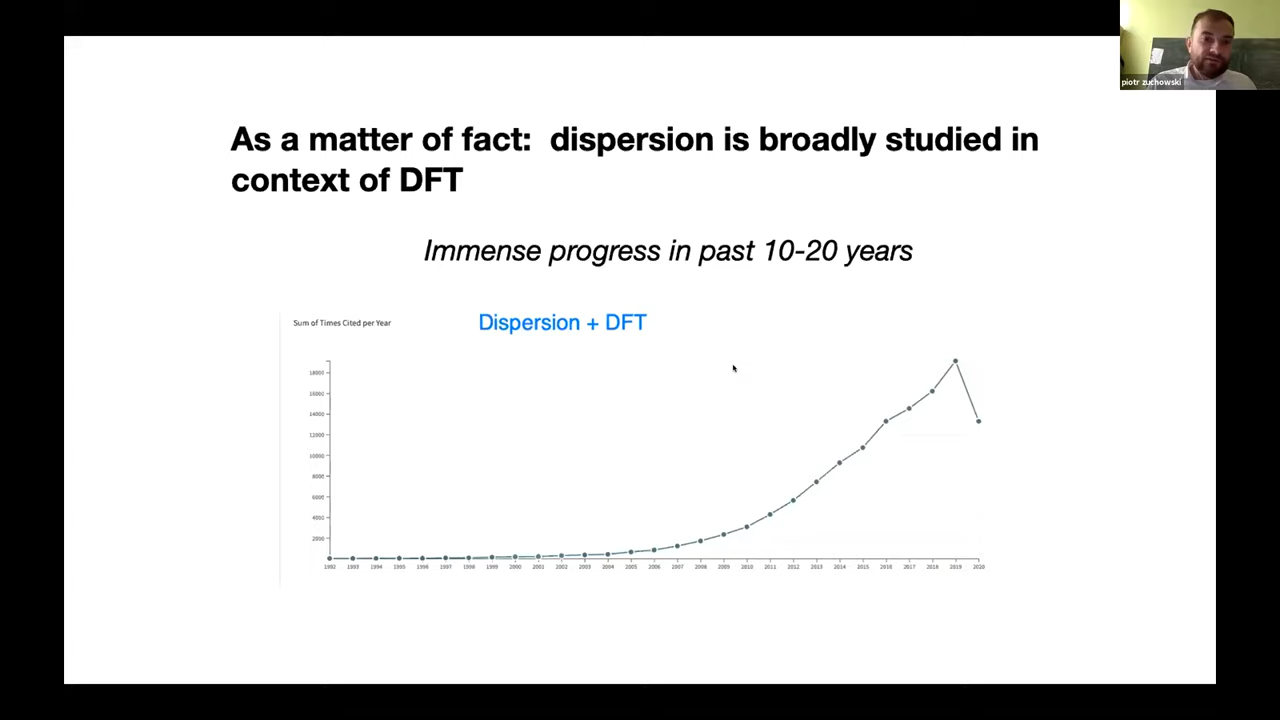 piotr zuchowski
As a matter of fact:  dispersion is broadly studied in
context of DFT
Immense progress in past 10-20 years
Sum of Times Cited per Year
Dispersion + DFT
18000
16000
14000
12000
10000
8000
6000
4000
2000
1992 1993 1994 1995 1996 1997 1998 1999 2000 2001 2002 2003 2004 2005 2006 2007 2008 2009 2010 2011 2012 2013 2014 2015 2016 2017 2018 2019 2020